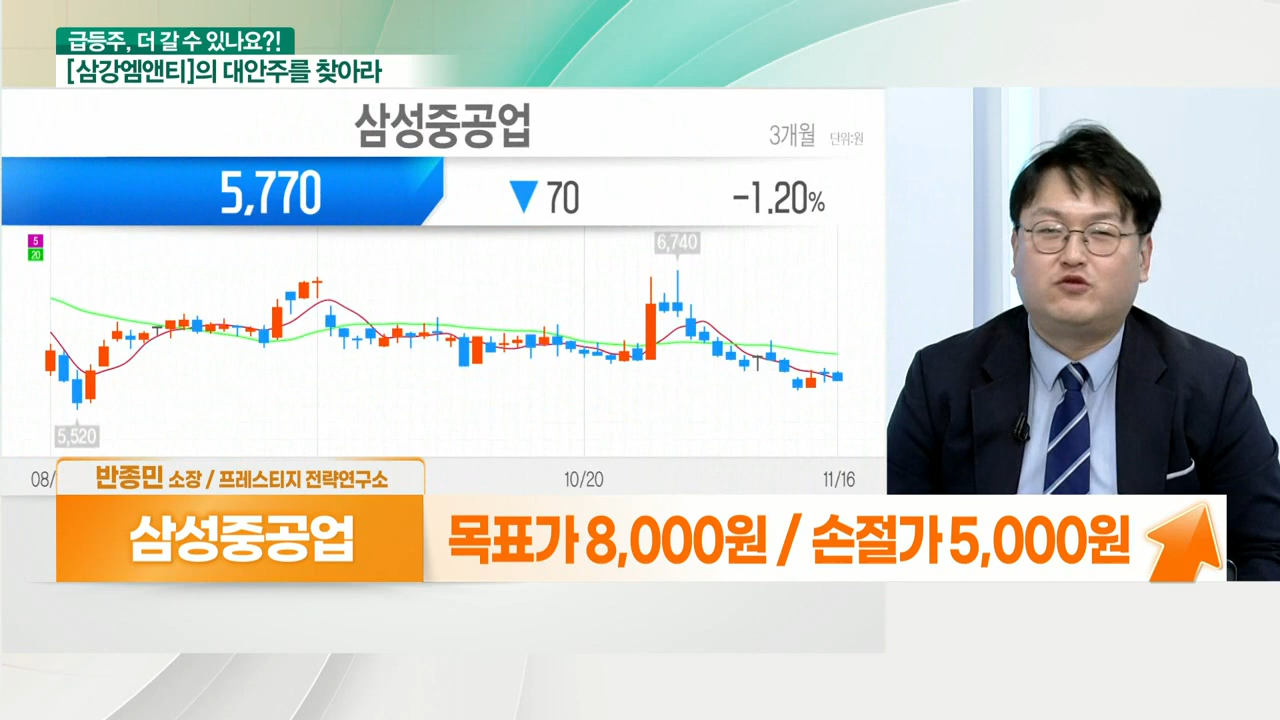 급등주, 더 갈 수 있나요?!
[삼강엠앤티]의 대안주를 찾아라
삼성중공업
3개월 단위:원
5,770 ▼70 -1.20%
5
20
6,740
5,520
08/
10/20
11/16
반종민 소장 / 프레스티지 전략연구소
삼성중공업
목표가 8,000원 / 손절가 5,000원